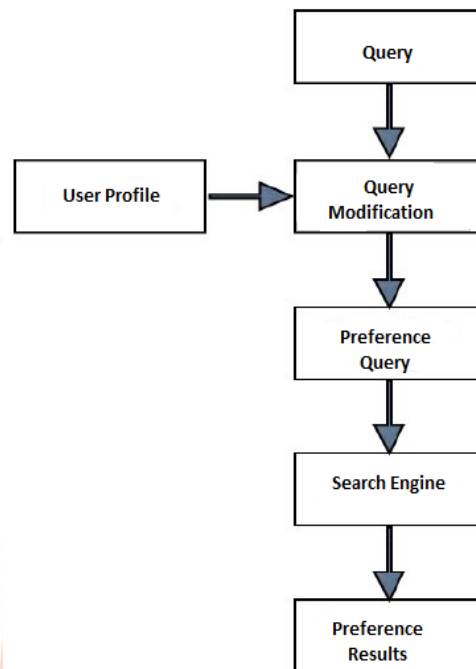 Query
User Profile
Query
Modification
Preference
Query
Search Engine
Preference
Results